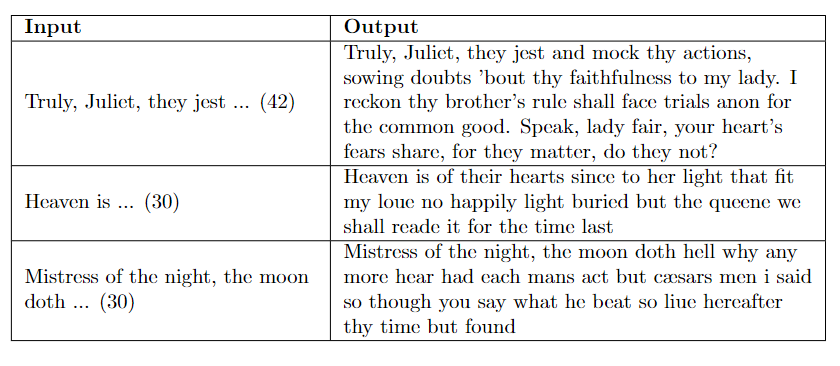 Input Output
Truly, Juliet, they jest ... (42)
Truly, Juliet, they jest and mock thy actions,
sowing doubts ’bout thy faithfulness to my lady. I
reckon thy brother’s rule shall face trials anon for
the common good. Speak, lady fair, your heart’s
fears share, for they matter, do they not?
Heaven is ... (30)
Heaven is of their hearts since to her light that fit
my loue no happily light buried but the queene we
shall reade it for the time last
Mistress of the night, the moon
doth ... (30)
Mistress of the night, the moon doth hell why any
more hear had each mans act but cæsars men i said
so though you say what he beat so liue hereafter
thy time but found